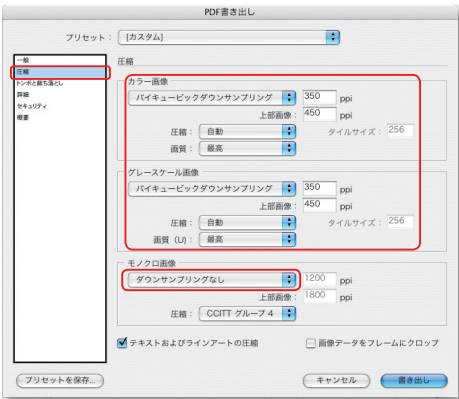 PDF書き出し
プリセット： [カスタム]
一般
圧縮
トンボと裁ち落とし
詳細
セキュリティ
概要
圧縮
カラー画像
バイキュービックダウンサンプリング 350 ppi
上部画像： 450 ppi
圧縮： 自動 タイルサイズ： 256
画質： 最高
グレースケール画像
バイキュービックダウンサンプリング 350 ppi
上部画像： 450 ppi
圧縮： 自動 タイルサイズ： 256
画質（U）： 最高
モノクロ画像
ダウンサンプリングなし 1200 ppi
上部画像： 1800 ppi
圧縮： CCITT グループ 4
テキストおよびラインアートの圧縮 画像データをフレームにクロップ
プリセットを保存... キャンセル 書き出し